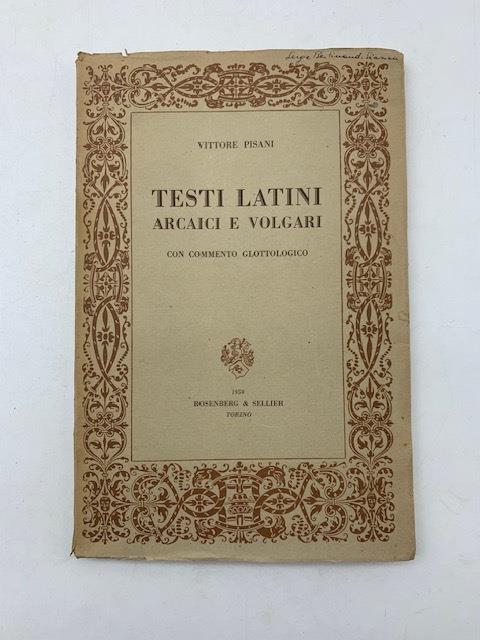 VITTORE PISANI
TESTI LATINI
ARCAICI E VOLGARI
CON COMMENTO GLOTTOLOGICO
1950
ROSENBERG & SELLIER
TORINO